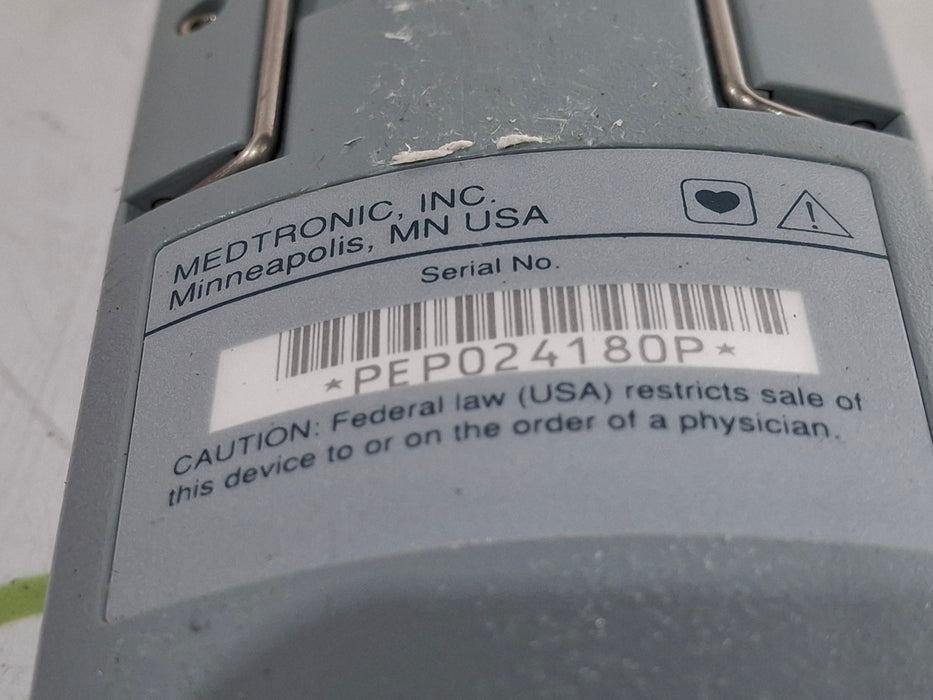 MEDTRONIC, INC.
Minneapolis, MN USA
Serial No.
*PEP024180P*
CAUTION: Federal law (USA) restricts sale of
this device to or on the order of a physician.